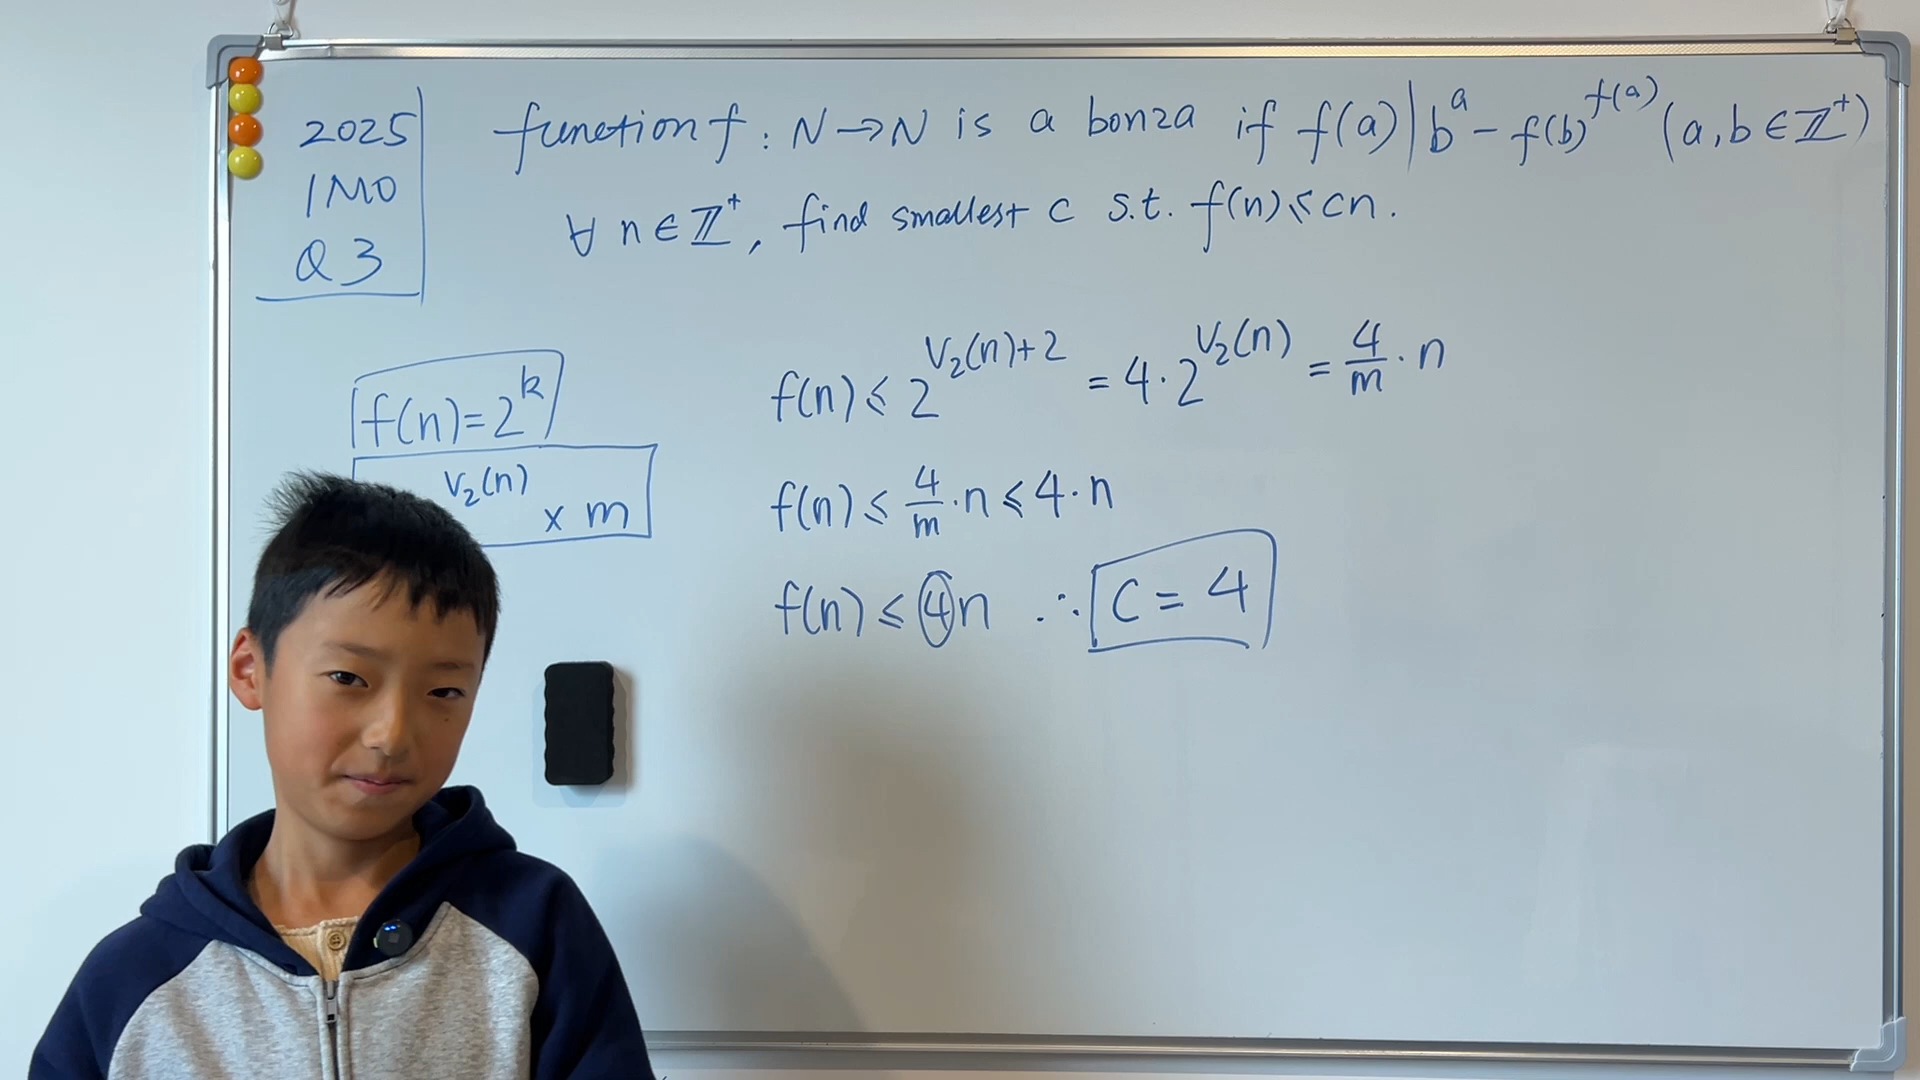 2025
IMO
Q3
function f : N → N is a bonza if f(a) | b^a - f(b)^f(a) (a, b ∈ ℤ⁺)
∀ n ∈ ℤ⁺, find smallest c s.t. f(n) ≤ cn.
f(n) = 2^k
V₂(n) × m
f(n) ≤ 2^(V₂(n)+2) = 4 · 2^(V₂(n)) = 4/m · n
f(n) ≤ 4/m · n ≤ 4 · n
f(n) ≤ 4n ∴ C = 4